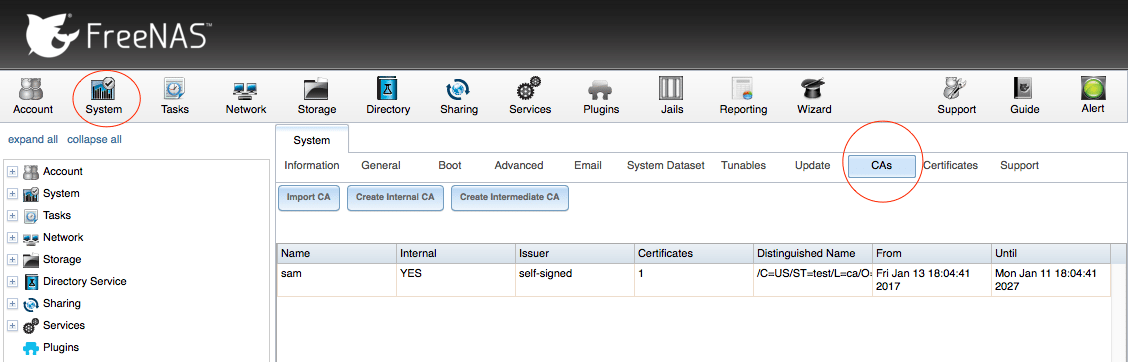 FreeNAS™
Account System Tasks Network Storage Directory Sharing Services Plugins Jails Reporting Wizard Support Guide Alert
expand all collapse all
System
Information General Boot Advanced Email System Dataset Tunables Update CAs Certificates Support
Import CA Create Internal CA Create Intermediate CA
Name Internal Issuer Certificates Distinguished Name From Until
sam YES self-signed 1 /C=US/ST=test/L=ca/O= Fri Jan 13 18:04:41 Mon Jan 11 18:04:41
2017 2027
Account
System
Tasks
Network
Storage
Directory Service
Sharing
Services
Plugins